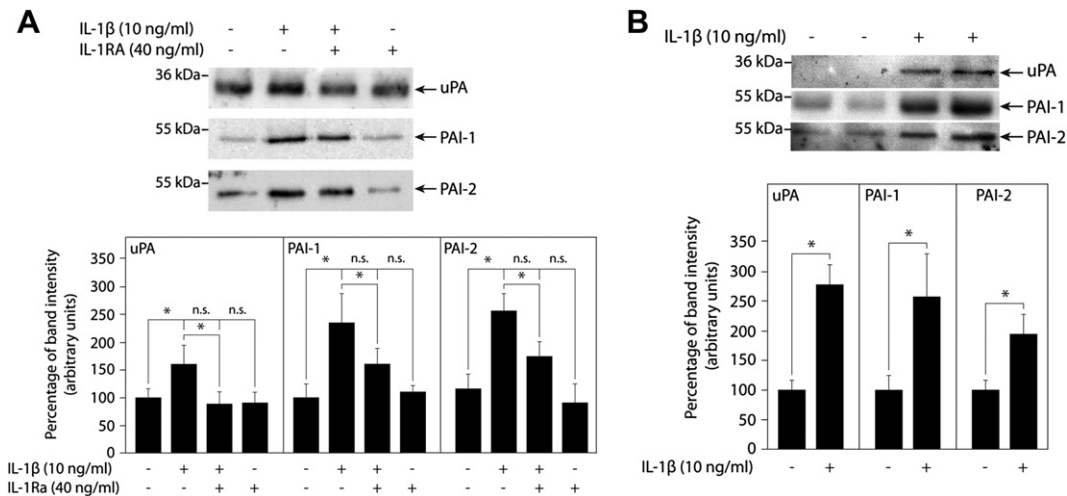 A
IL-1β (10 ng/ml) - + + -
IL-1RA (40 ng/ml) - - + +
36 kDa
uPA
55 kDa
PAI-1
55 kDa
PAI-2
uPA PAI-1 PAI-2
Percentage of band intensity
(arbitrary units)
350
300
250
200
150
100
50
0
* n.s. n.s.
*
* n.s. n.s.
*
* n.s. n.s.
*
IL-1β (10 ng/ml) - + + - - + + - - + + -
IL-1Ra (40 ng/ml) - - + + - - + + - - + +
B
IL-1β (10 ng/ml) - - + +
36 kDa
uPA
55 kDa
PAI-1
55 kDa
PAI-2
uPA PAI-1 PAI-2
Percentage of band intensity
(arbitrary units)
350
300
250
200
150
100
50
0
*
*
*
IL-1β (10 ng/ml) - + - + - +